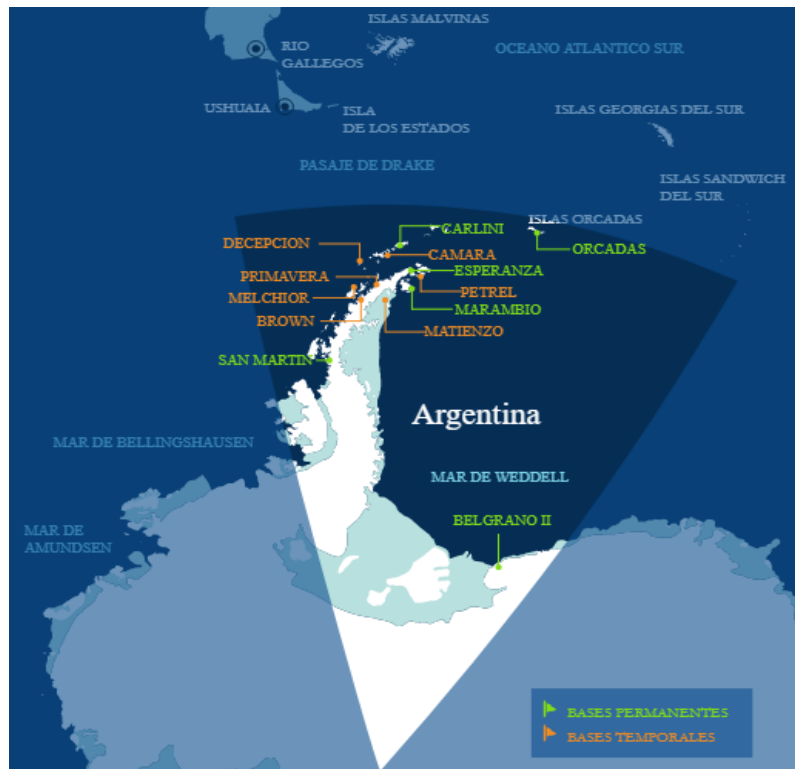 ISLAS MALVINAS
RIO
GALLEGOS
OCEANO ATLANTICO SUR
USHUAIA
ISLA
DE LOS ESTADOS
ISLAS GEORGIAS DEL SUR
PASAJE DE DRAKE
ISLAS SANDWICH
DEL SUR
ISLAS ORCADAS
CARLINI
DECEPCION
CAMARA
ORCADAS
ESPERANZA
PRIMAVERA
PETREL
MELCHIOR
MARAMBIO
BROWN
MATIENZO
SAN MARTIN
Argentina
MAR DE BELLINGSHAUSEN
MAR DE WEDDELL
BELGRANO II
MAR DE
AMUNDSEN
BASES PERMANENTES
BASES TEMPORALES